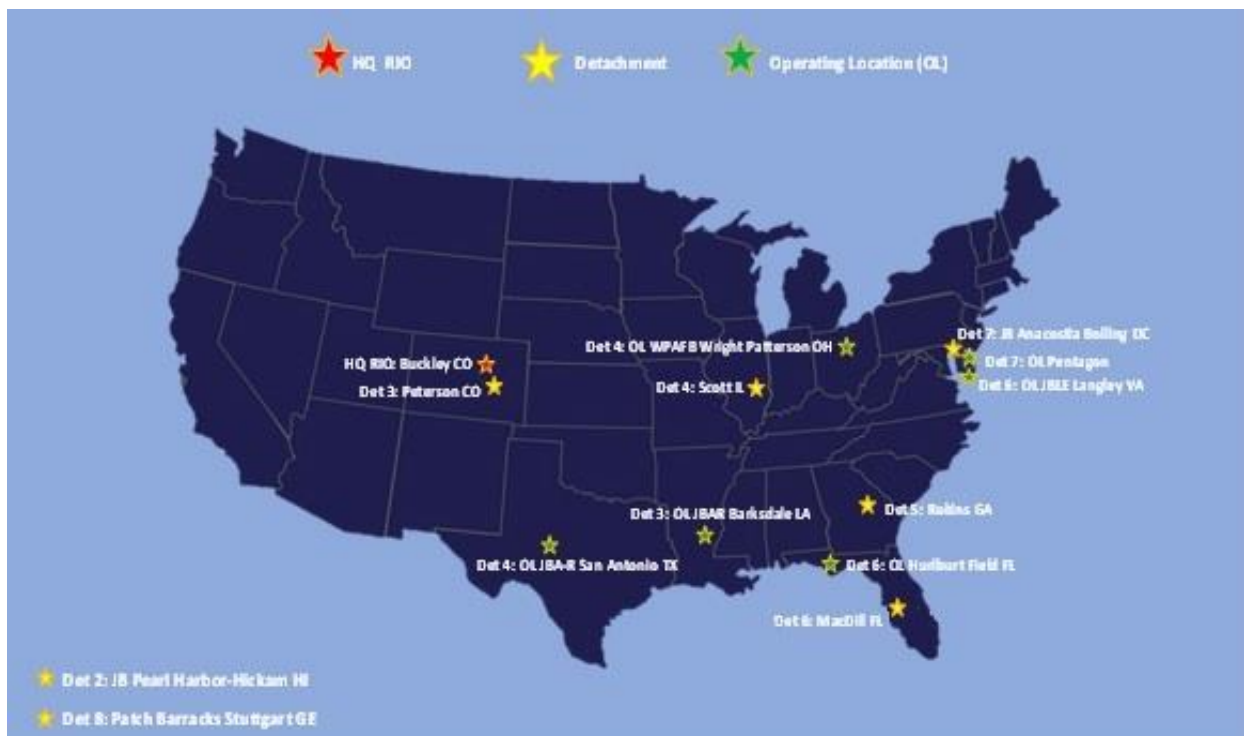 HQ RIO
Detachment
Operating Location (OL)
Det 7: JB Anacostia Bolling DC
Det 4: OL WPAFB Wright Patterson OH
Det 7: OL Pentagon
HQ RIO: Buckley CO
Det 6: OL JBLE Langley VA
Det 3: Peterson CO
Det 4: Scott IL
Det 3: OL JBAR Barksdale LA
Det 5: Robins GA
Det 4: OL JBA-R San Antonio TX
Det 6: OL Hurlburt Field FL
Det 6: MacDill FL
Det 2: JB Pearl Harbor-Hickam HI
Det 8: Patch Barracks Stuttgart GE